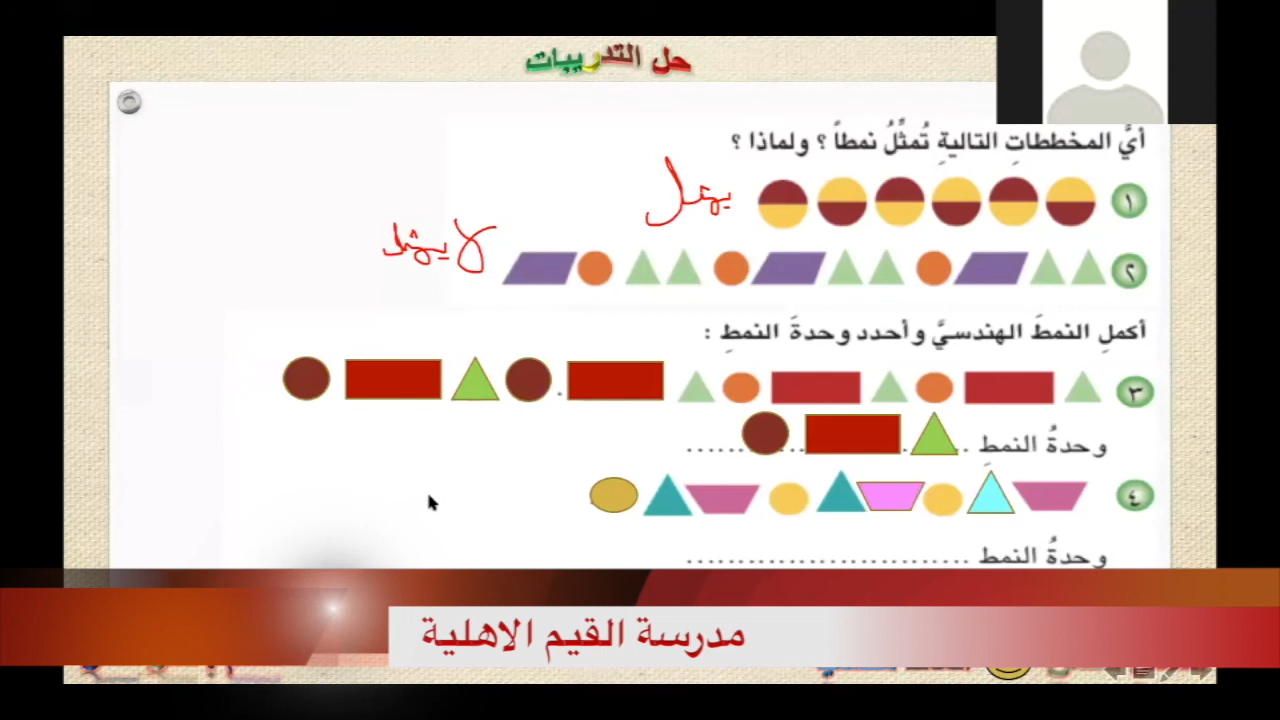 حل التدريبات
أيُّ المخططاتِ التاليةِ تُمثِّلُ نمطاً ؟ ولماذا ؟
١ يمثل
٢ لا يمثل
أكملِ النمطَ الهندسيَّ وأحدد وحدةَ النمطِ :
٣
وحدةُ النمطِ
٤
وحدةُ النمط ............................
مدرسة القيم الاهلية